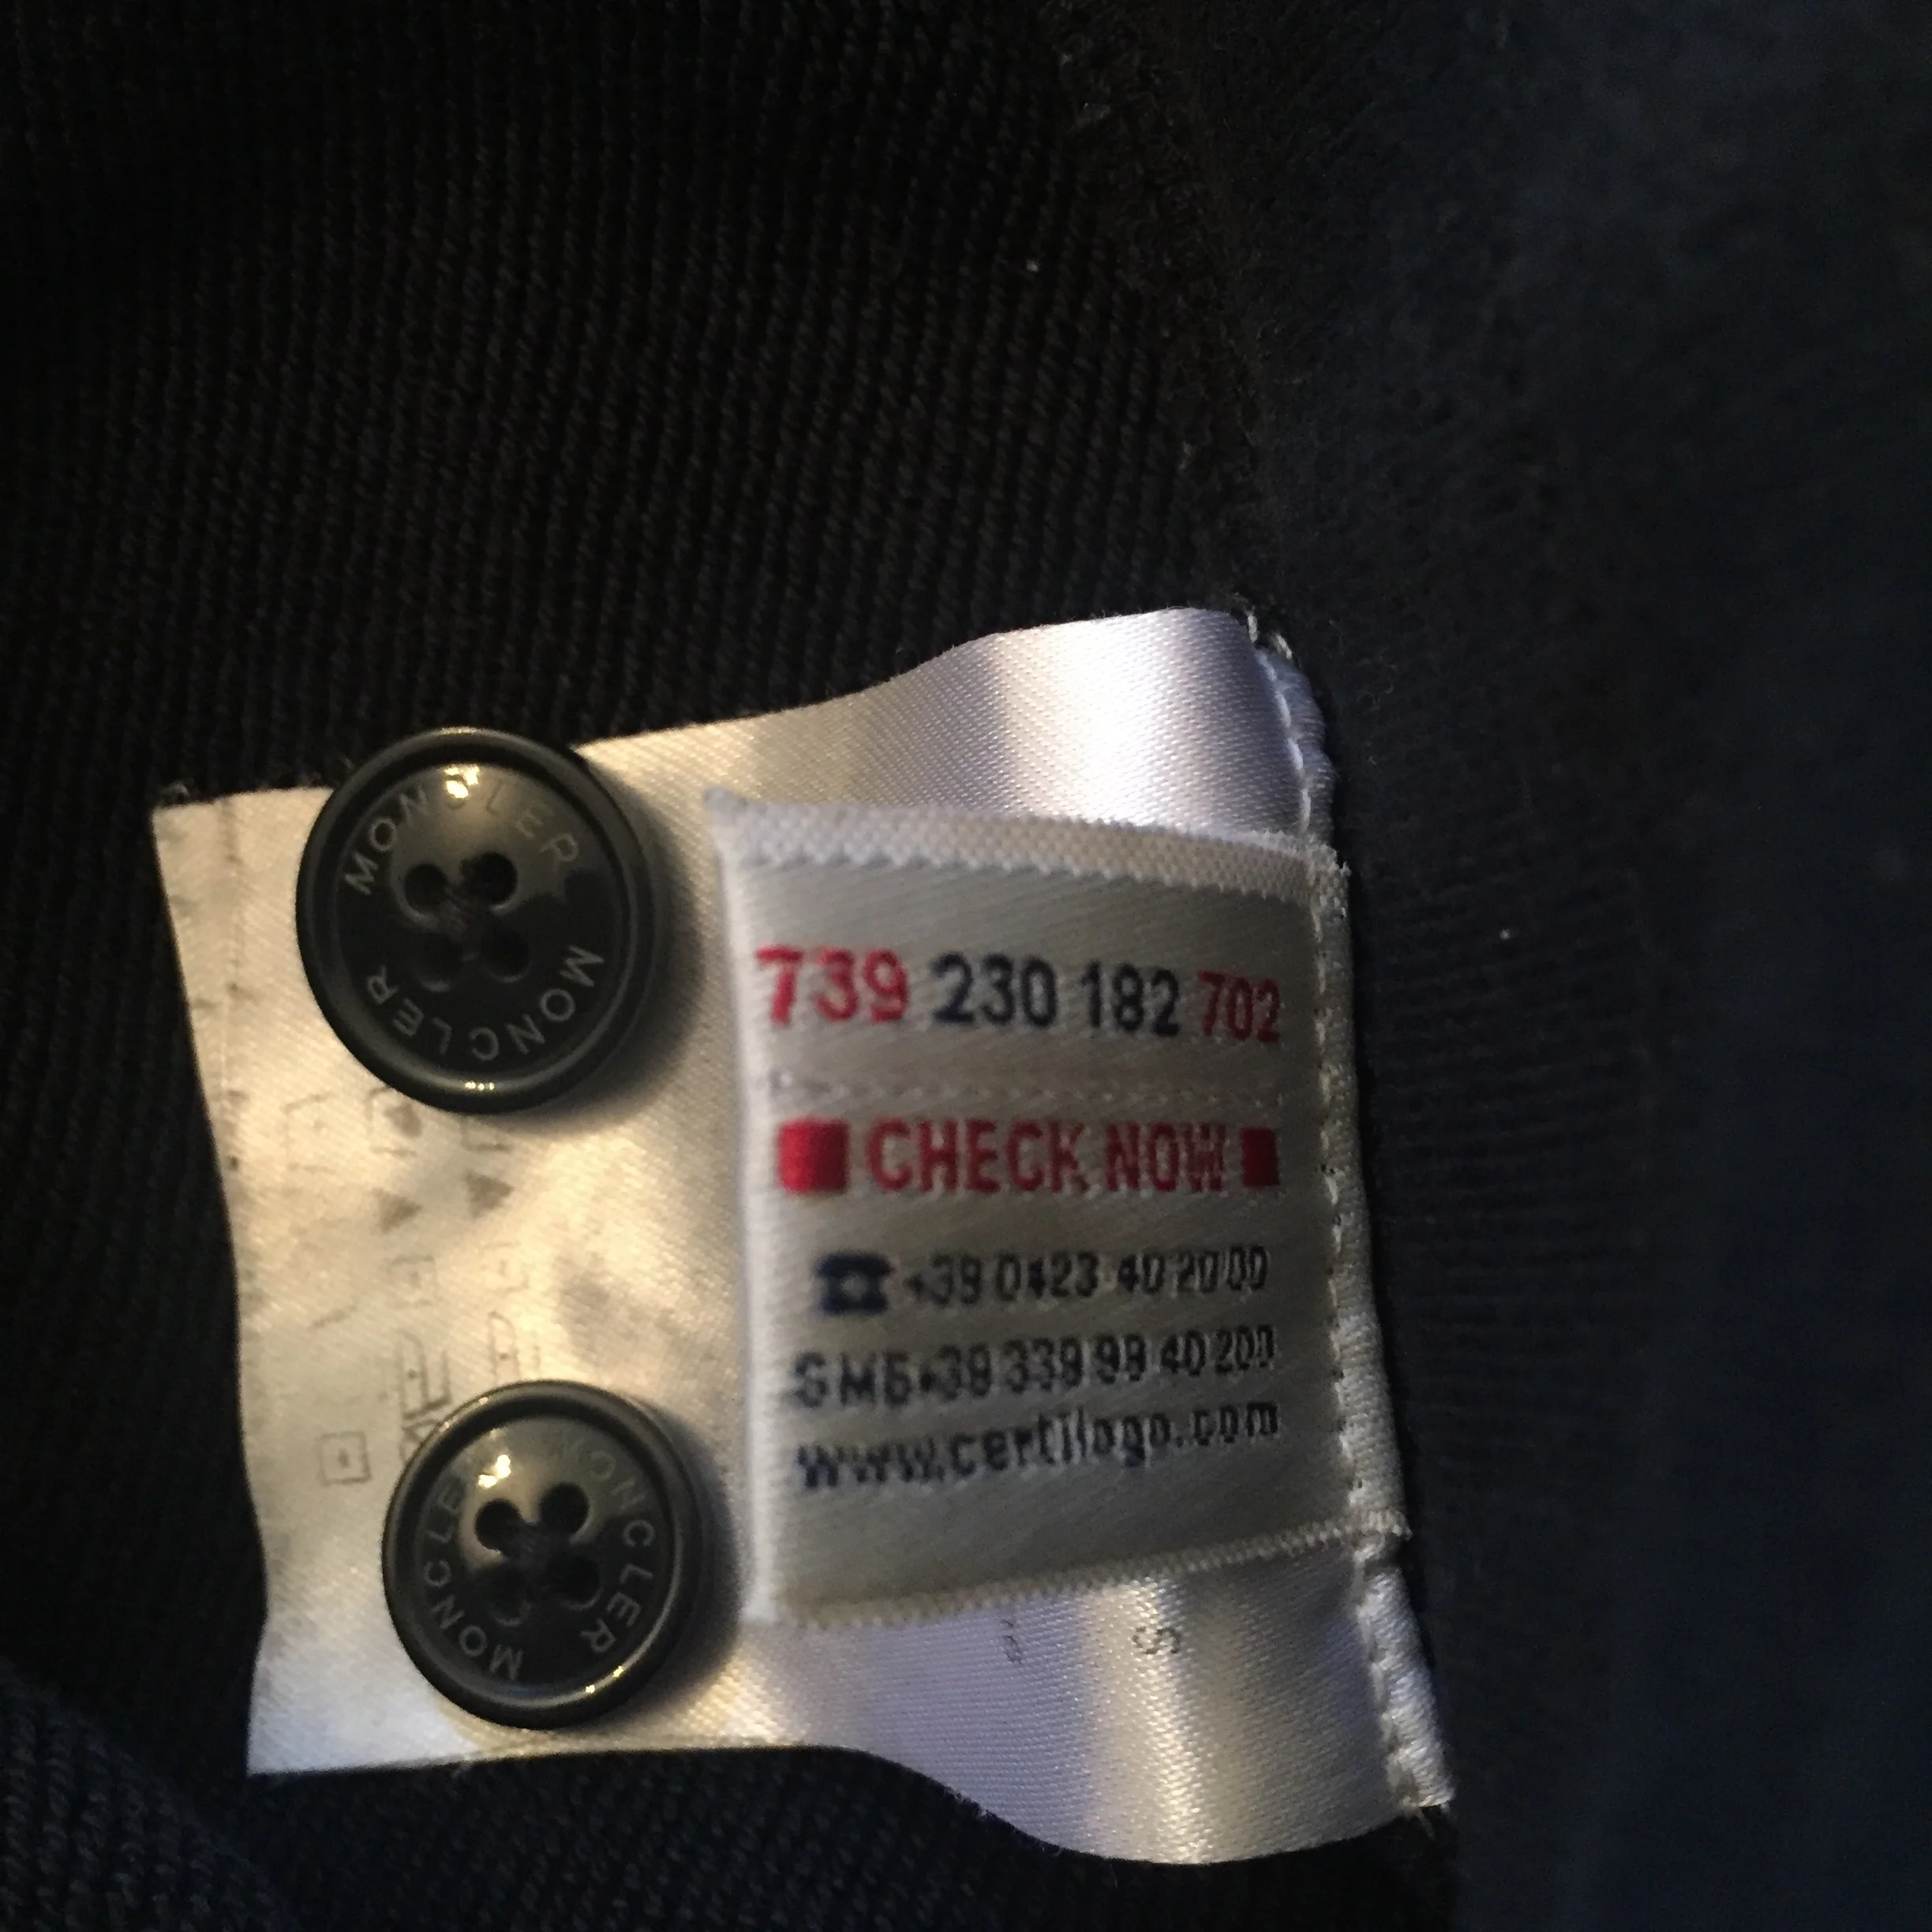 MONCLER MONCLER
739 230 182 702
CHECK NOW
+39 0423 40 20 00
SMS+39 339 99 40 200
www.certilogo.com
MONCLER MONCLER
S